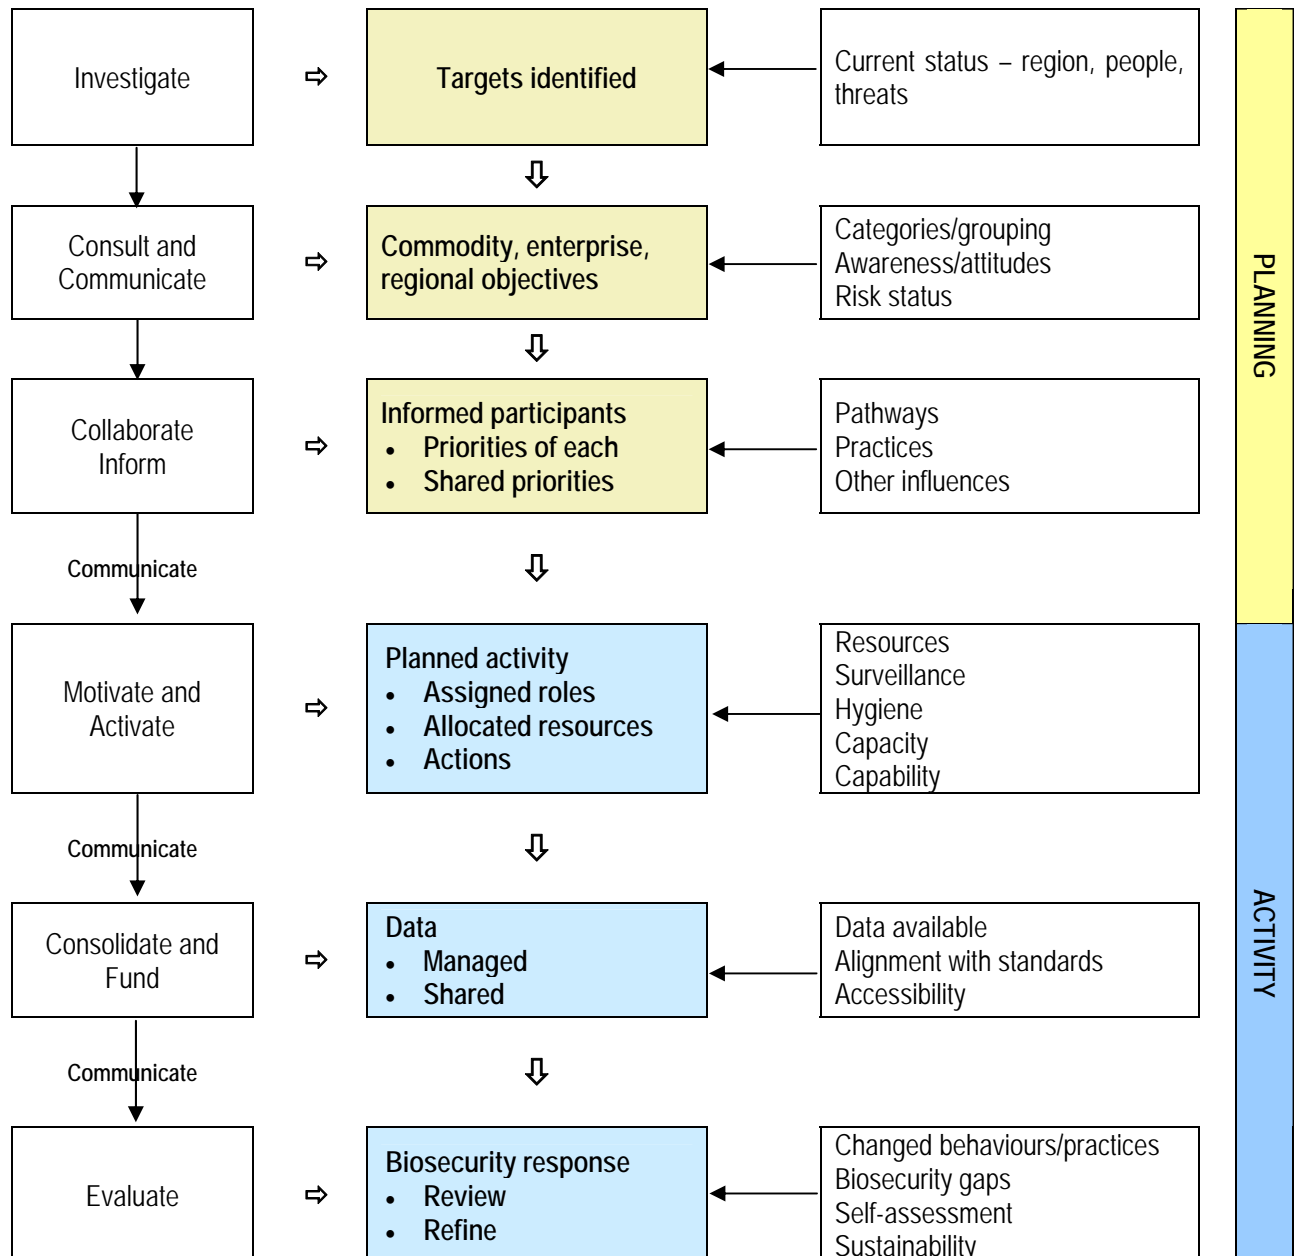 Investigate
Targets identified
Current status – region, people,
threats
Consult and
Communicate
Commodity, enterprise,
regional objectives
Categories/grouping
Awareness/attitudes
Risk status
PLANNING
Collaborate
Inform
Informed participants
• Priorities of each
• Shared priorities
Pathways
Practices
Other influences
Communicate
Motivate and
Activate
Planned activity
• Assigned roles
• Allocated resources
• Actions
Resources
Surveillance
Hygiene
Capacity
Capability
Communicate
ACTIVITY
Consolidate and
Fund
Data
• Managed
• Shared
Data available
Alignment with standards
Accessibility
Communicate
Evaluate
Biosecurity response
• Review
• Refine
Changed behaviours/practices
Biosecurity gaps
Self-assessment
Sustainability